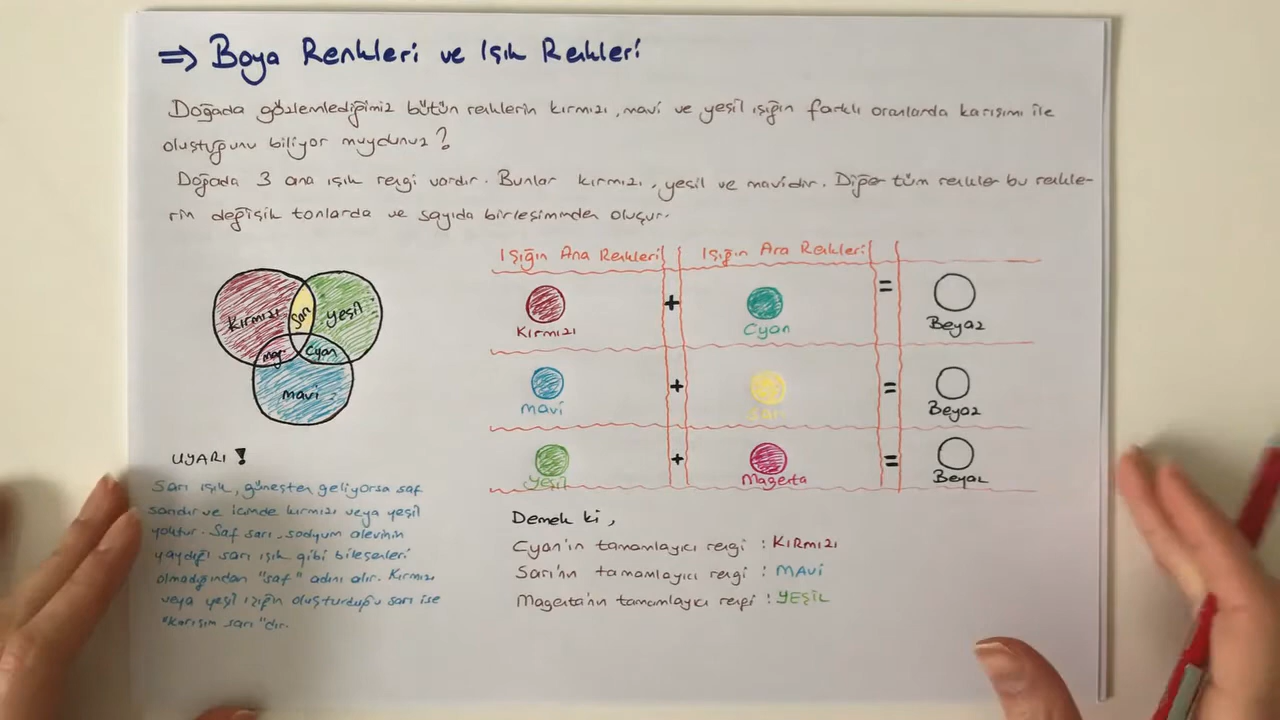 ⇒ Boya Renkleri ve Işık Renkleri
Doğada gözlemlediğimiz bütün renklerin kırmızı, mavi ve yeşil ışığın farklı oranlarda karışımı ile
oluştuğunu biliyor muydunuz?
Doğada 3 ana ışık rengi vardır. Bunlar kırmızı, yeşil ve mavidir. Diğer tüm renkler bu renkle-
rin değişik tonlarda ve sayıda birleşiminden oluşur.
Işığın Ana Renkleri
Işığın Ara Renkleri
=
Kırmızı
+
Cyan
=
Beyaz
Mavi
+
Sarı
=
Beyaz
Yeşil
+
Magenta
=
Beyaz
Kırmızı
Sarı
Yeşil
Mag.
Cyan
Mavi
UYARI !
Sarı ışık, güneşten geliyorsa saf
sarıdır ve içinde kırmızı veya yeşil
yoktur. Saf sarı, sodyum alevinin
yaydığı sarı ışık gibi bileşenleri
olmadığından "saf" adını alır. Kırmızı
veya yeşil ışığın oluşturduğu sarı ise
"karışım sarı"dır.
Demek ki,
Cyan'ın tamamlayıcı rengi : KIRMIZI
Sarı'nın tamamlayıcı rengi : MAVİ
Magenta'nın tamamlayıcı rengi : YEŞİL